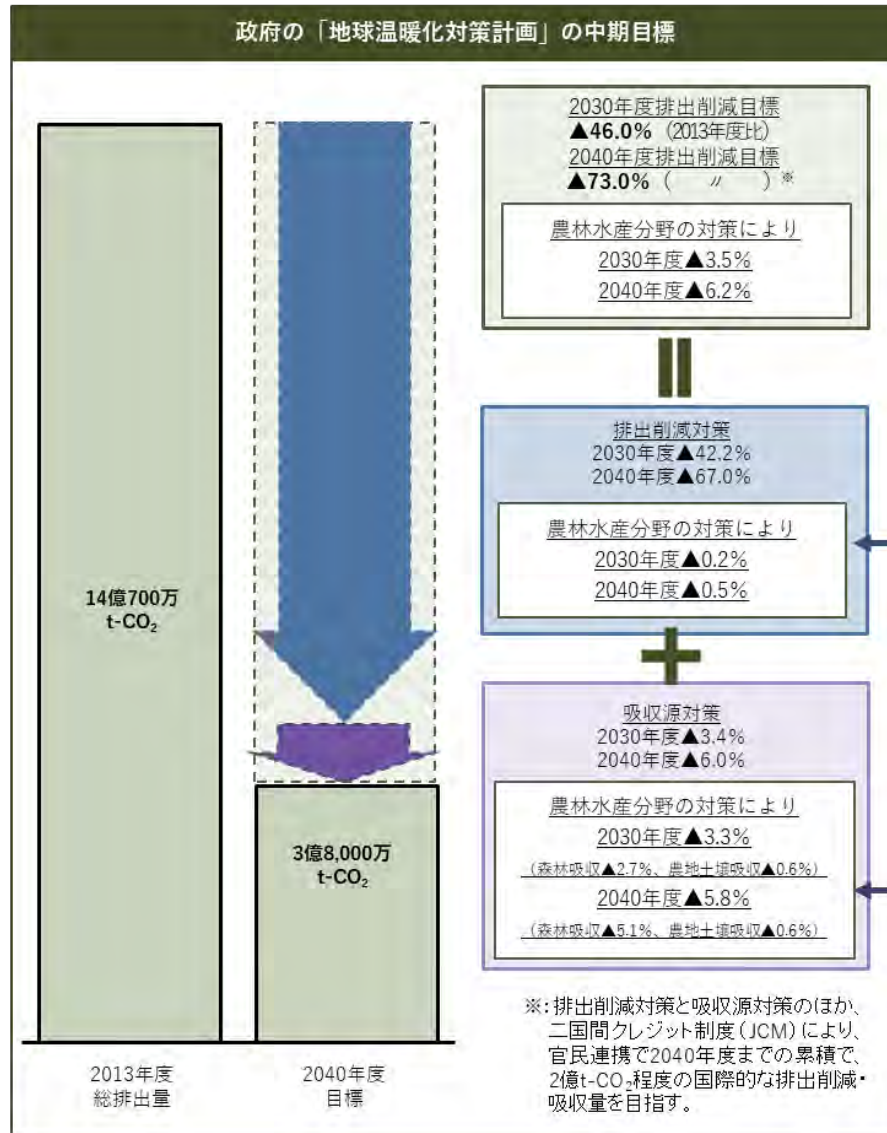 政府の「地球温暖化対策計画」の中期目標
14億700万
t-CO₂
3億8,000万
t-CO₂
2013年度
総排出量
2040年度
目標
2030年度排出削減目標
▲46.0%（2013年度比）
2040年度排出削減目標
▲73.0%（　〃　）※
農林水産分野の対策により
2030年度▲3.5%
2040年度▲6.2%
排出削減対策
2030年度▲42.2%
2040年度▲67.0%
農林水産分野の対策により
2030年度▲0.2%
2040年度▲0.5%
吸収源対策
2030年度▲3.4%
2040年度▲6.0%
農林水産分野の対策により
2030年度▲3.3%
（森林吸収▲2.7%、農地土壌吸収▲0.6%）
2040年度▲5.8%
（森林吸収▲5.1%、農地土壌吸収▲0.6%）
※：排出削減対策と吸収源対策のほか、
二国間クレジット制度（JCM）により、
官民連携で2040年度までの累積で、
2億t-CO₂程度の国際的な排出削減・
吸収量を目指す。